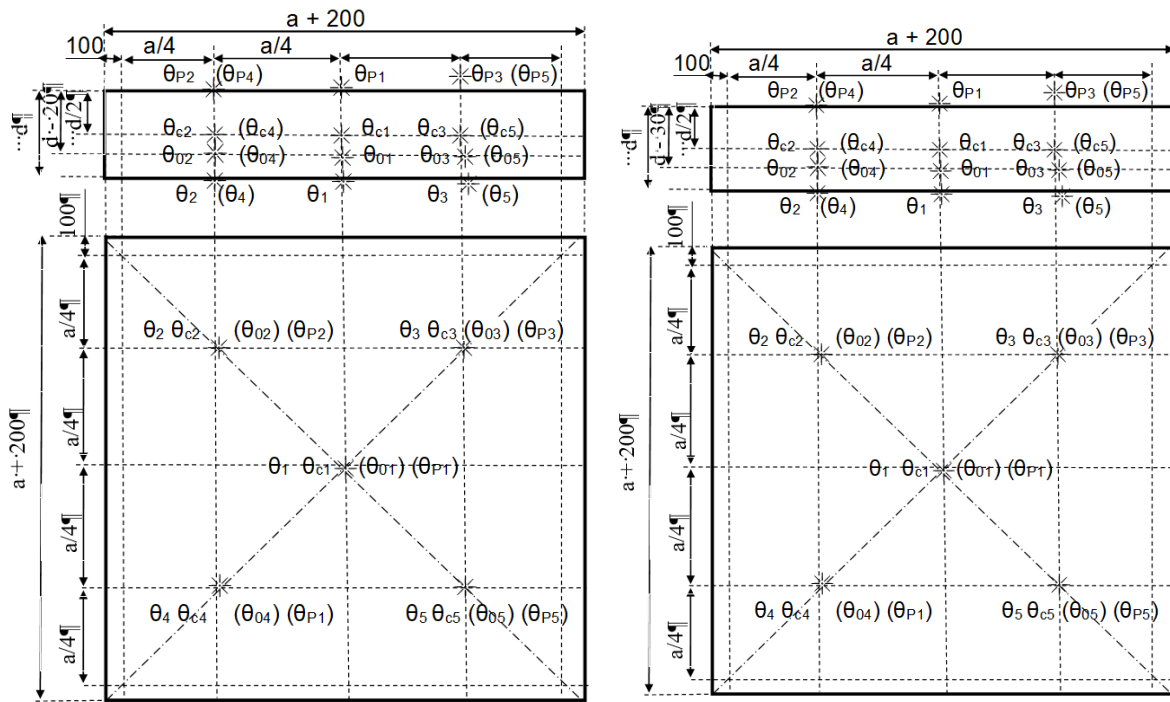 a + 200
100 a/4 a/4
θP2 (θP4) θP1 θP3 (θP5)
...d¶
d-·20¶
...d/2¶
θc2 (θc4) θc1 θc3 (θc5)
θ02 (θ04) θ01 θ03 (θ05)
θ2 (θ4) θ1 θ3 (θ5)
100¶
a/4¶
θ2 θc2 (θ02) (θP2) θ3 θc3 (θ03) (θP3)
a/4¶
a·+·200¶
θ1 θc1 (θ01) (θP1)
a/4¶
θ4 θc4 (θ04) (θP1) θ5 θc5 (θ05) (θP5)
a/4¶
a + 200
100 a/4 a/4
θP2 (θP4) θP1 θP3 (θP5)
...d¶
d·-30¶
...d/2¶
θc2 (θc4) θc1 θc3 (θc5)
θ02 (θ04) θ01 θ03 (θ05)
θ2 (θ4) θ1 θ3 (θ5)
100¶
a/4¶
θ2 θc2 (θ02) (θP2) θ3 θc3 (θ03) (θP3)
a/4¶
a·+·200¶
θ1 θc1 (θ01) (θP1)
a/4¶
θ4 θc4 (θ04) (θP1) θ5 θc5 (θ05) (θP5)
a/4¶